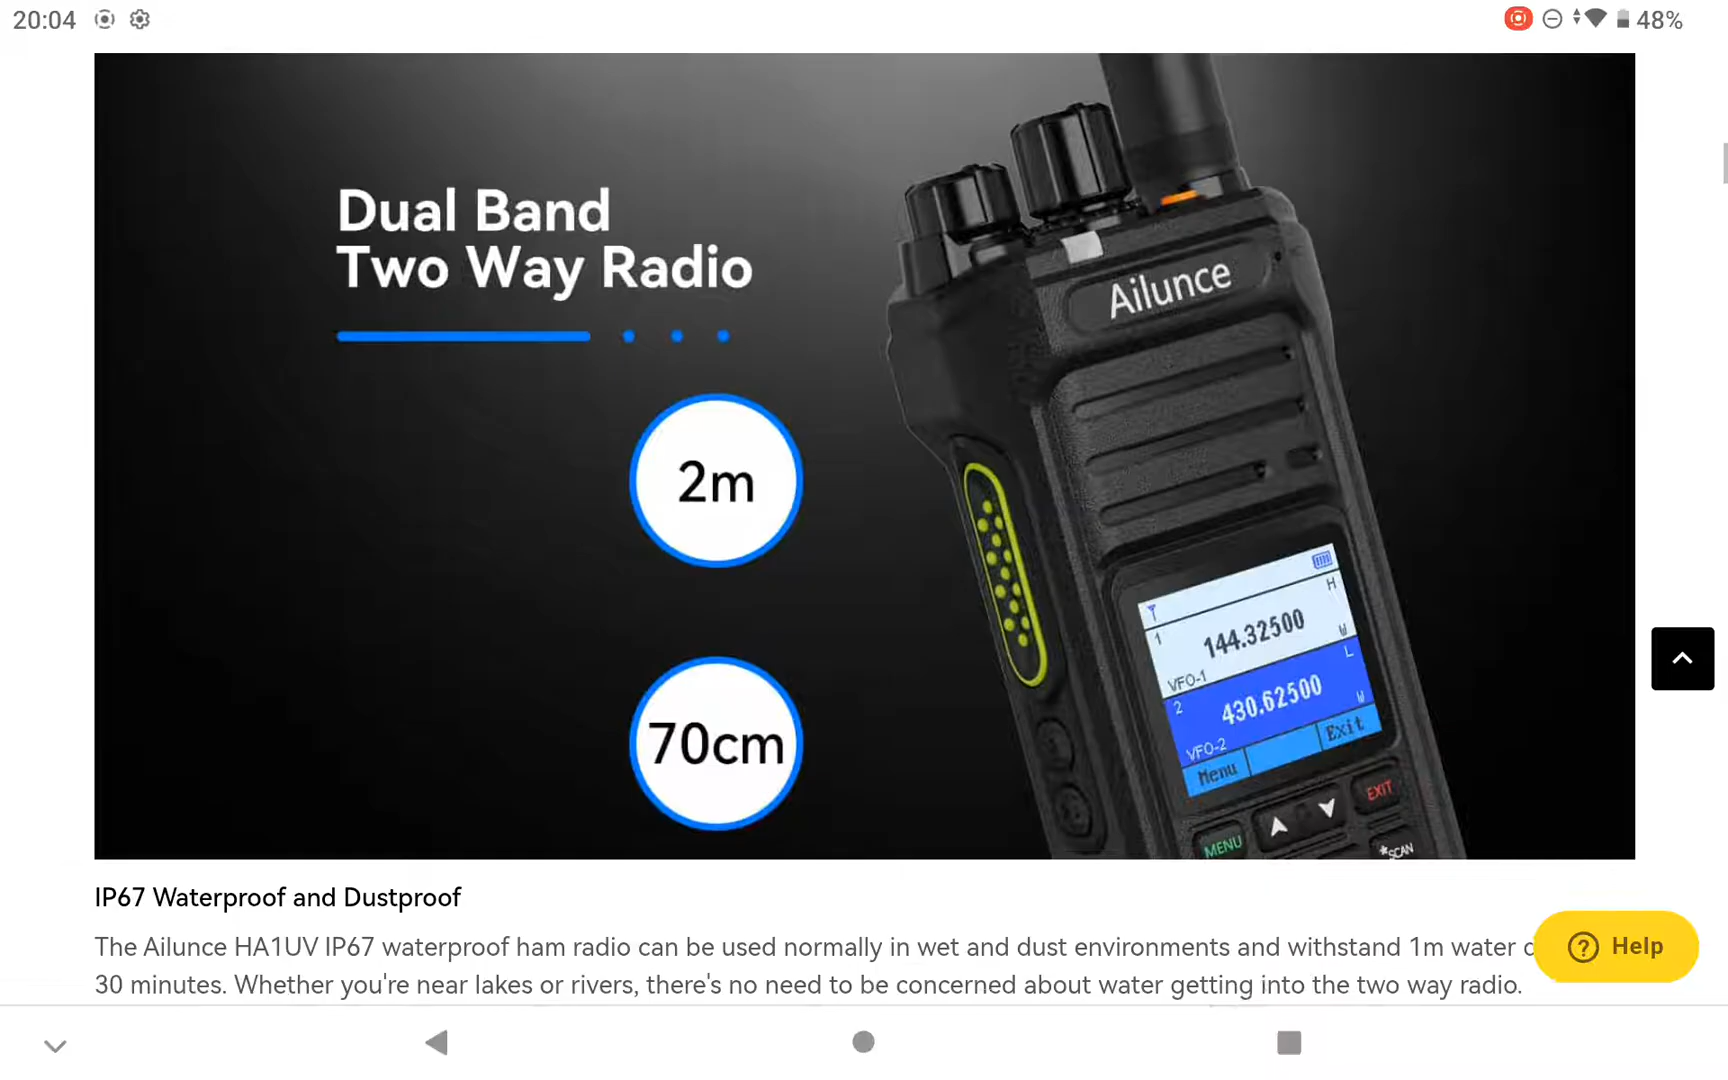 20:04
48%
Dual Band
Two Way Radio
2m
70cm
Ailunce
H
1
144.32500
W
VFO-1
L
2
430.62500
W
VFO-2
Menu
Exit
MENU
EXIT
*SCAN
IP67 Waterproof and Dustproof
The Ailunce HA1UV IP67 waterproof ham radio can be used normally in wet and dust environments and withstand 1m water
30 minutes. Whether you're near lakes or rivers, there's no need to be concerned about water getting into the two way radio.
Help